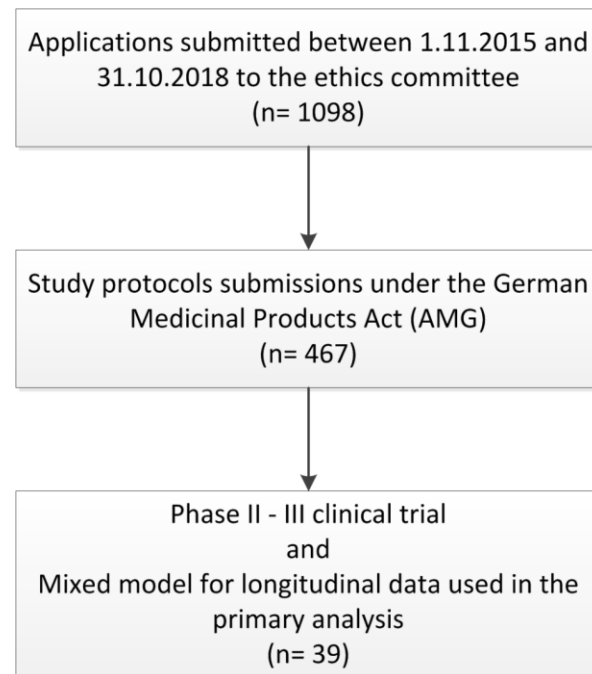 Applications submitted between 1.11.2015 and
31.10.2018 to the ethics committee
(n= 1098)
Study protocols submissions under the German
Medicinal Products Act (AMG)
(n= 467)
Phase II - III clinical trial
and
Mixed model for longitudinal data used in the
primary analysis
(n= 39)